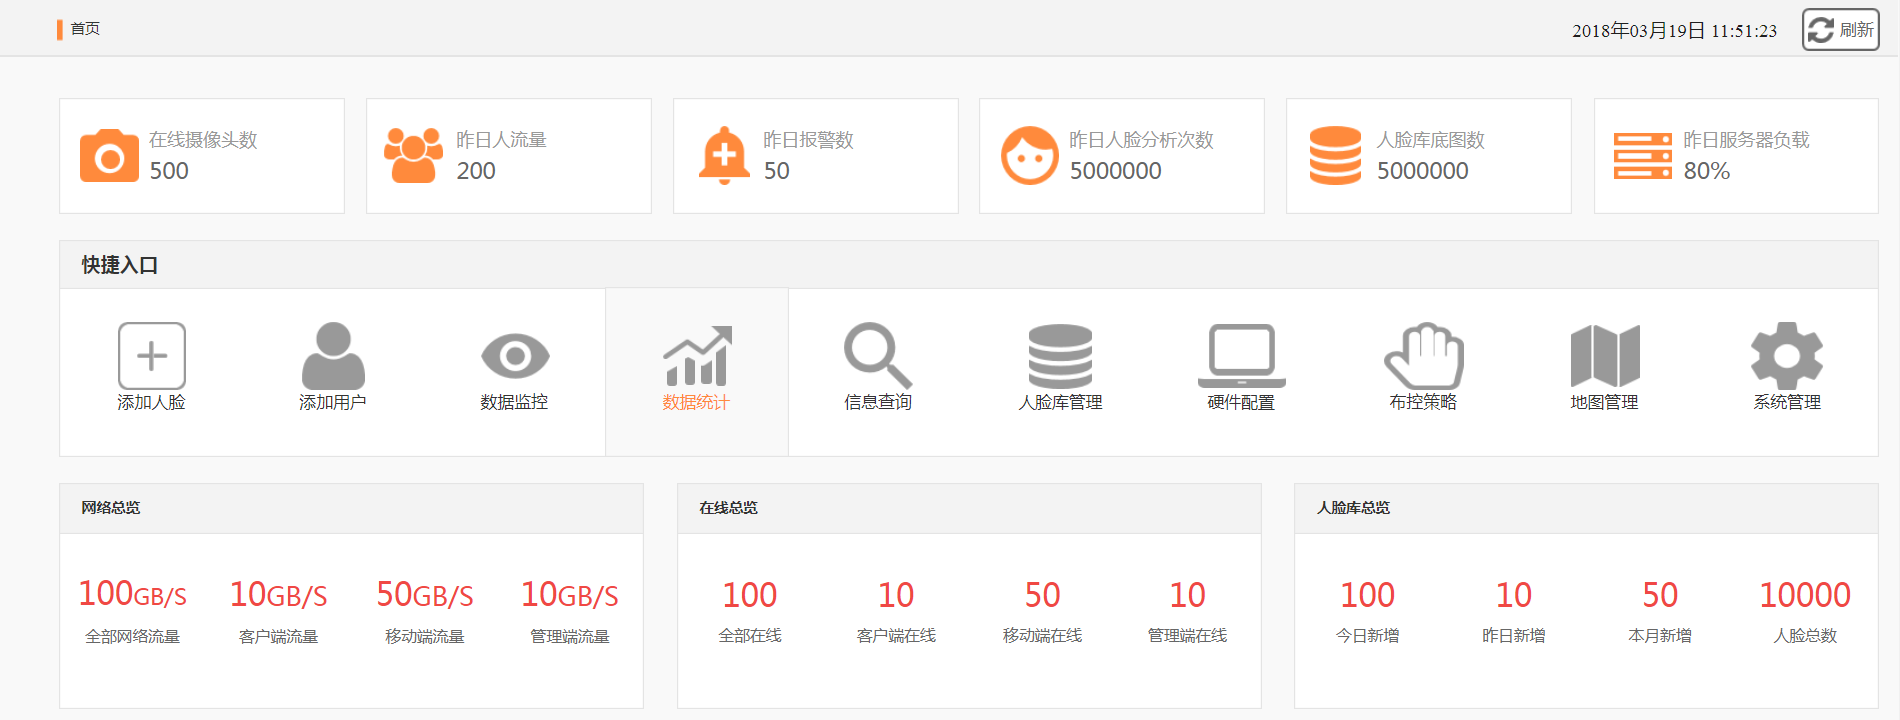 首页
2018年03月19日 11:51:23
刷新
在线摄像头数
500
昨日人流量
200
昨日报警数
50
昨日人脸分析次数
5000000
人脸库底图数
5000000
昨日服务器负载
80%
快捷入口
添加人脸
添加用户
数据监控
数据统计
信息查询
人脸库管理
硬件配置
布控策略
地图管理
系统管理
网络总览
100GB/S
10GB/S
50GB/S
10GB/S
全部网络流量
客户端流量
移动端流量
管理端流量
在线总览
100
10
50
10
全部在线
客户端在线
移动端在线
管理端在线
人脸库总览
100
10
50
10000
今日新增
昨日新增
本月新增
人脸总数